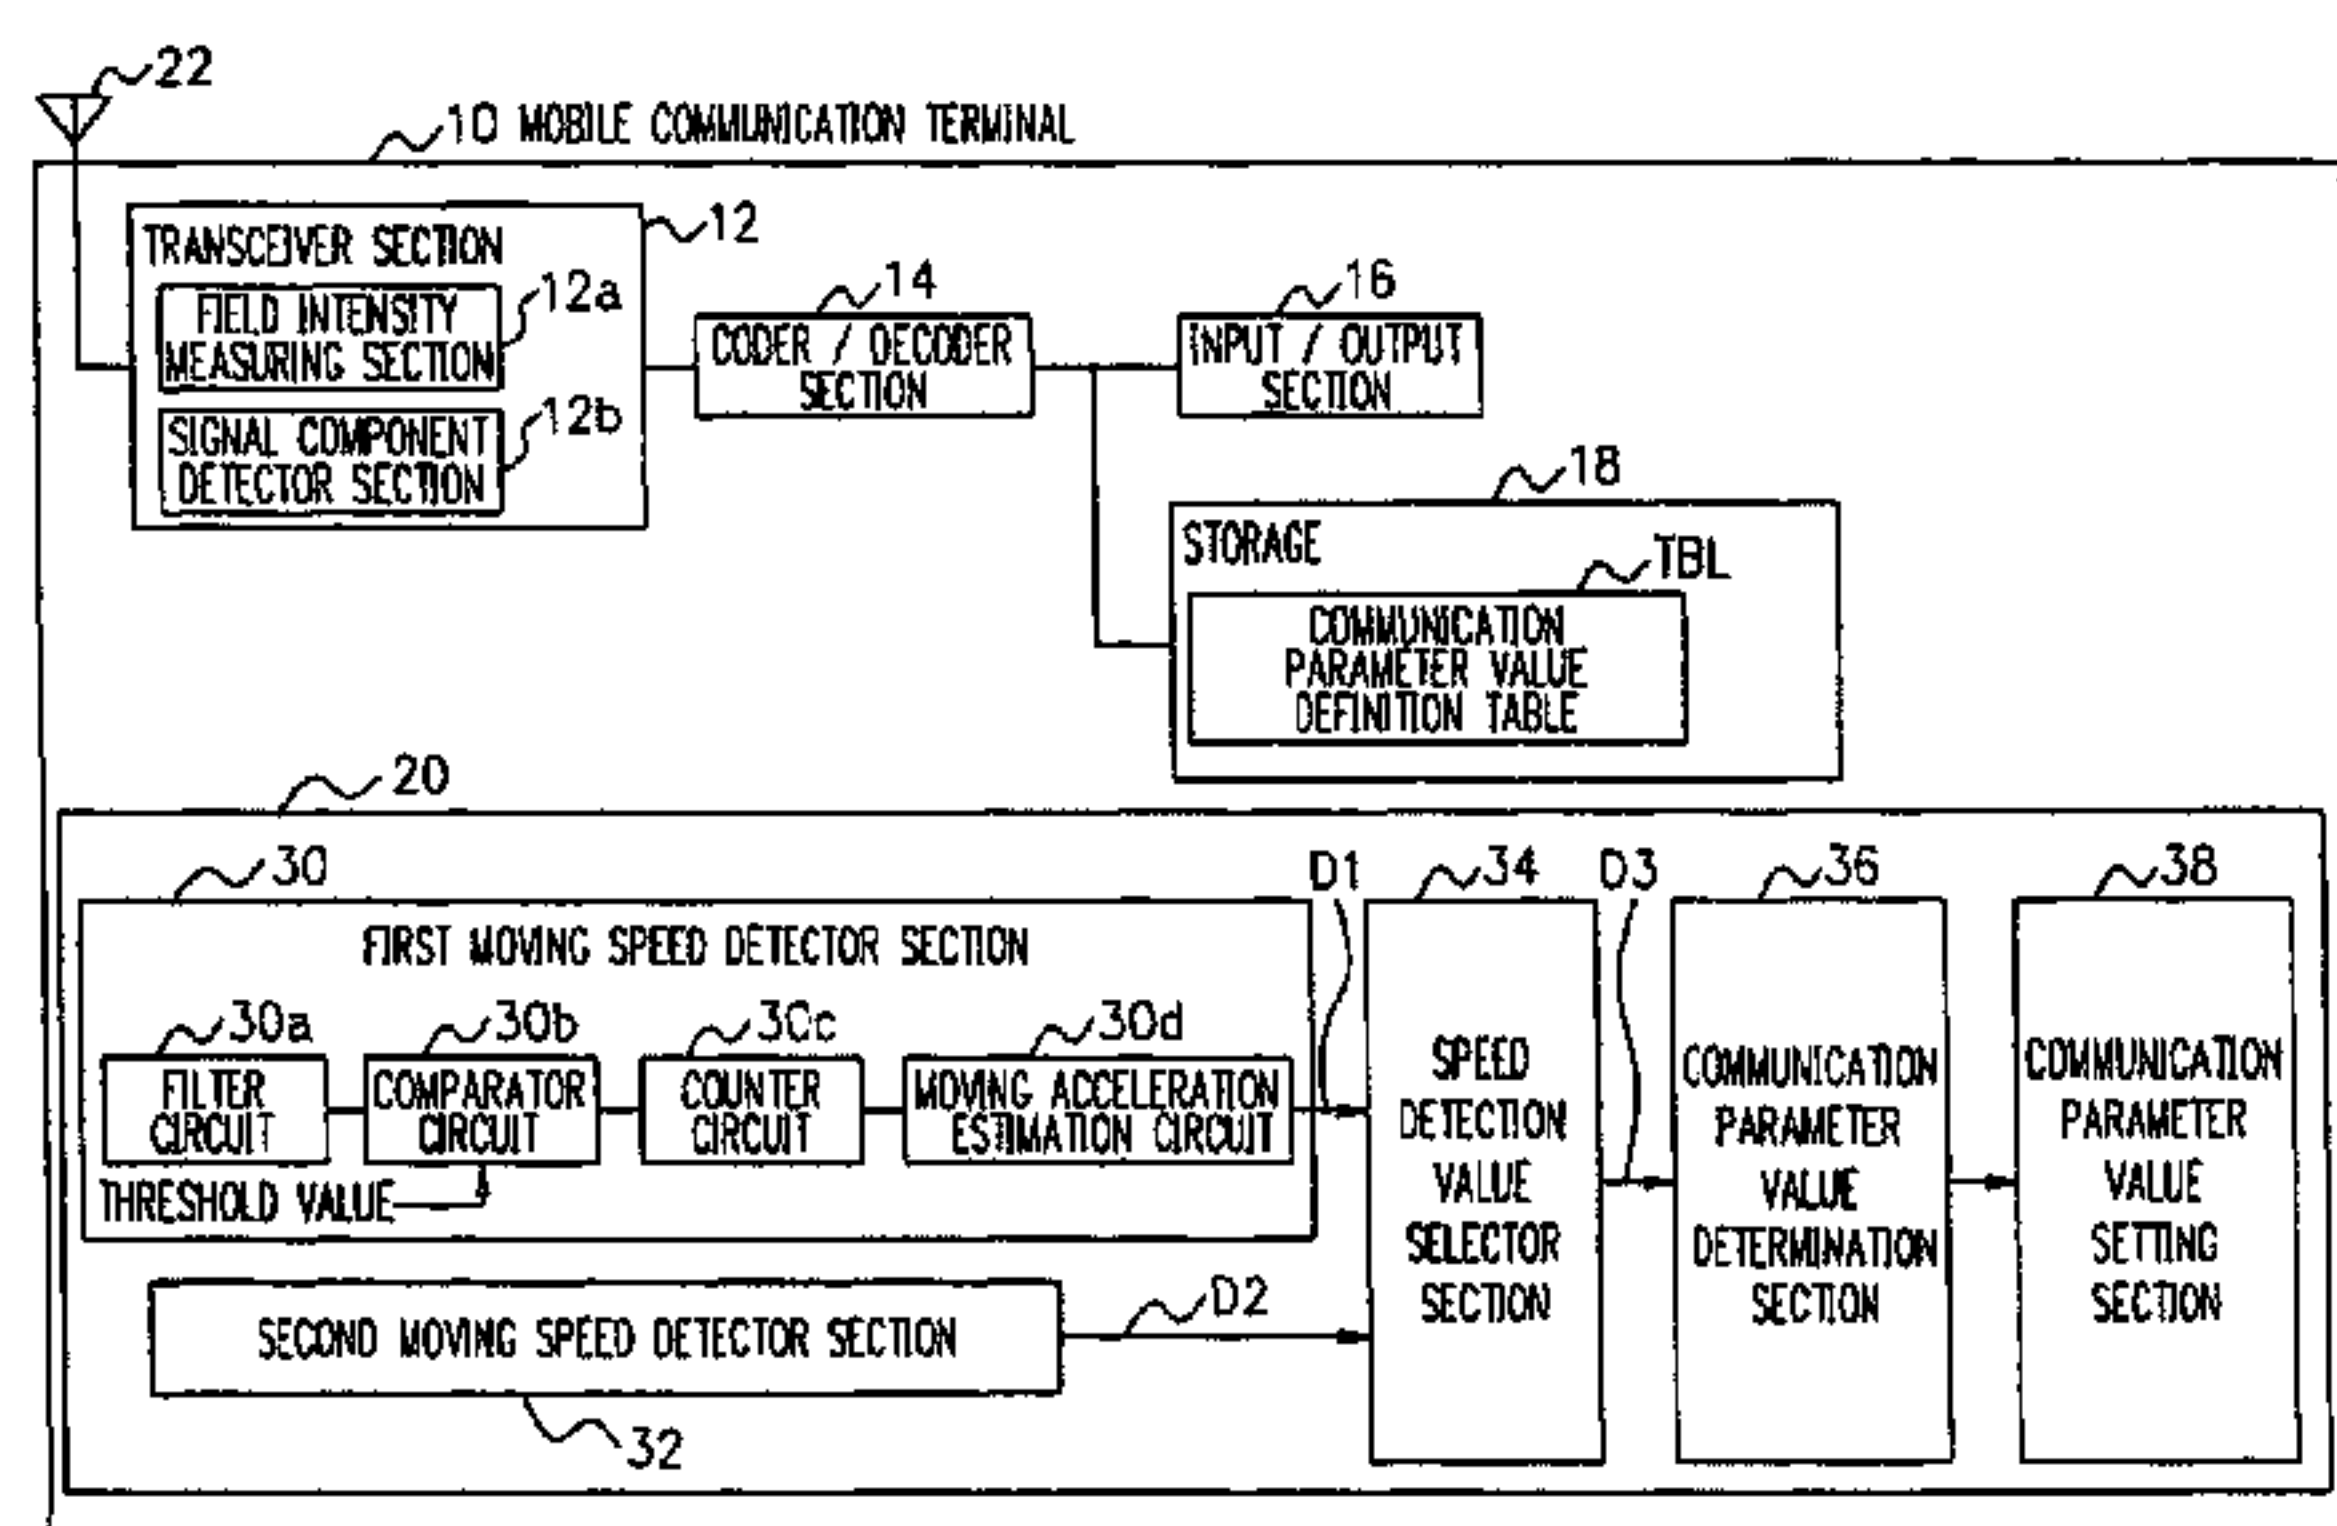 22
10 MOBILE COMMUNICATION TERMINAL
12
TRANSCEIVER SECTION
12a
FIELD INTENSITY
MEASURING SECTION
12b
SIGNAL COMPONENT
DETECTOR SECTION
14
CODER / DECODER
SECTION
16
INPUT / OUTPUT
SECTION
18
STORAGE
TBL
COMMUNICATION
PARAMETER VALUE
DEFINITION TABLE
20
30
FIRST MOVING SPEED DETECTOR SECTION
30a
FILTER
CIRCUIT
30b
COMPARATOR
CIRCUIT
30c
COUNTER
CIRCUIT
30d
MOVING ACCELERATION
ESTIMATION CIRCUIT
THRESHOLD VALUE
D1
SECOND MOVING SPEED DETECTOR SECTION
32
D2
34
SPEED
DETECTION
VALUE
SELECTOR
SECTION
D3
36
COMMUNICATION
PARAMETER
VALUE
DETERMINATION
SECTION
38
COMMUNICATION
PARAMETER
VALUE
SETTING
SECTION